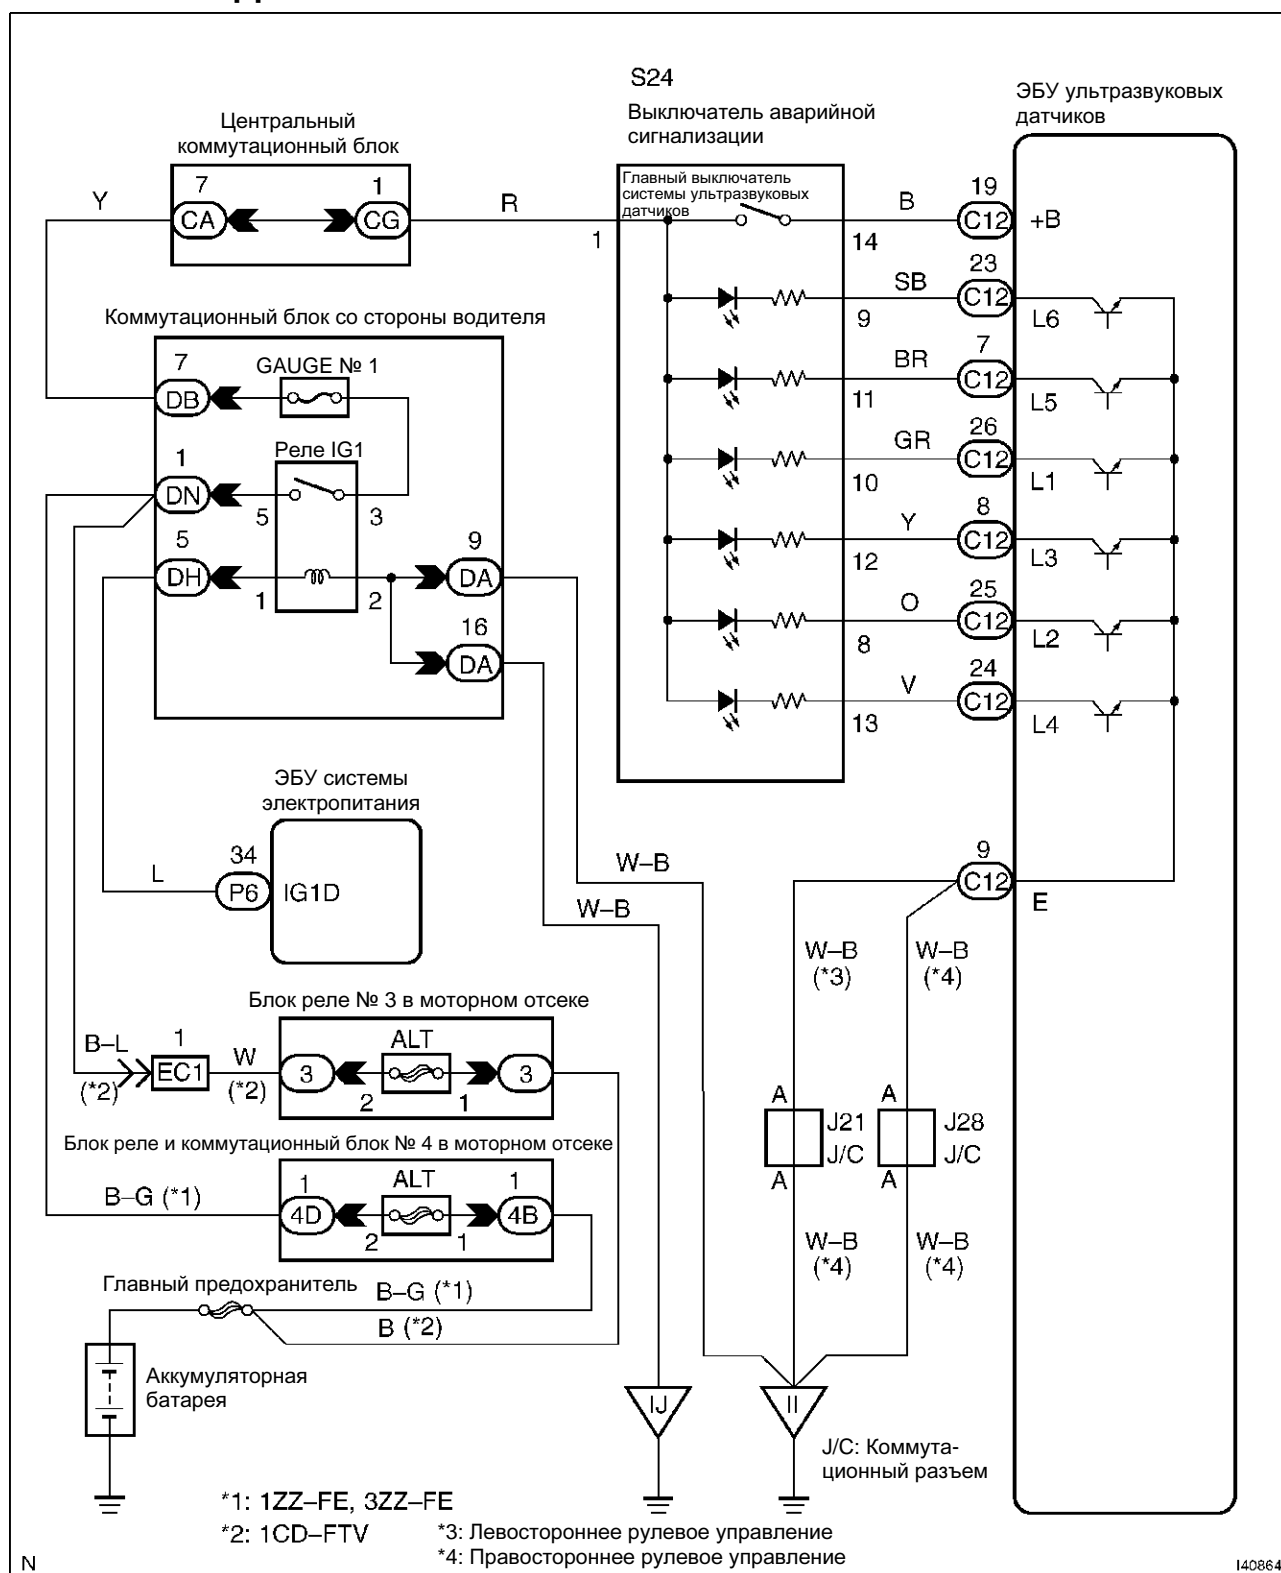 S24
Выключатель аварийной
сигнализации
ЭБУ ультразвуковых
датчиков
Центральный
коммутационный блок
Главный выключатель
системы ультразвуковых
датчиков
Y
7
CA
1
CG
R
1
B
14
19
C12
+B
SB
9
23
C12
L6
Коммутационный блок со стороны водителя
7
DB
GAUGE № 1
BR
11
7
C12
L5
1
DN
Реле IG1
5
3
GR
10
26
C12
L1
5
DH
1
2
9
DA
Y
12
8
C12
L3
16
DA
O
8
25
C12
L2
V
13
24
C12
L4
ЭБУ системы
электропитания
L
34
P6
IG1D
W–B
W–B
9
C12
E
W–B
(*3)
W–B
(*4)
Блок реле № 3 в моторном отсеке
B–L
(*2)
1
EC1
W
(*2)
3
ALT
2
1
3
A
J21
J/C
A
A
J28
J/C
A
Блок реле и коммутационный блок № 4 в моторном отсеке
B–G (*1)
1
4D
ALT
2
1
1
4B
W–B
(*4)
W–B
(*4)
Главный предохранитель
B–G (*1)
B (*2)
Аккумуляторная
батарея
IJ
II
J/C: Коммута-
ционный разъем
*1: 1ZZ–FE, 3ZZ–FE
*2: 1CD–FTV
*3: Левостороннее рулевое управление
*4: Правостороннее рулевое управление
N
I40864